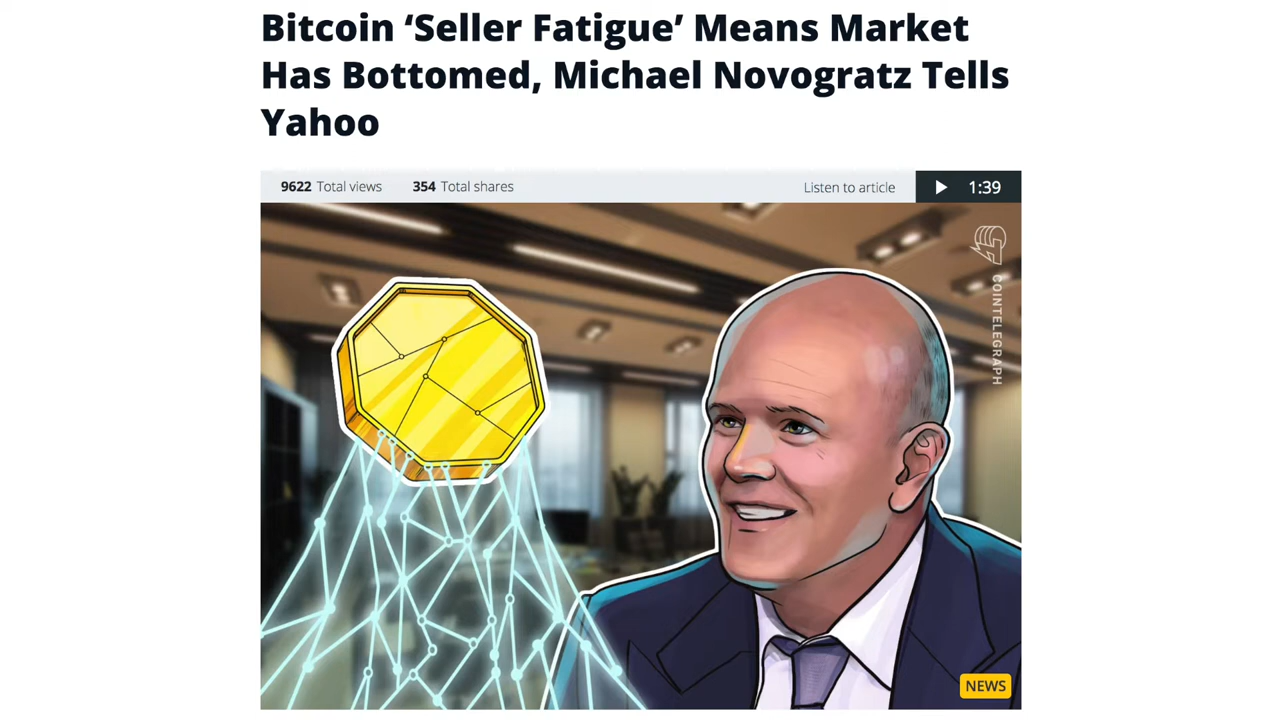 Bitcoin ‘Seller Fatigue’ Means Market
Has Bottomed, Michael Novogratz Tells
Yahoo
9622 Total views 354 Total shares Listen to article 1:39
COINTELEGRAPH
NEWS